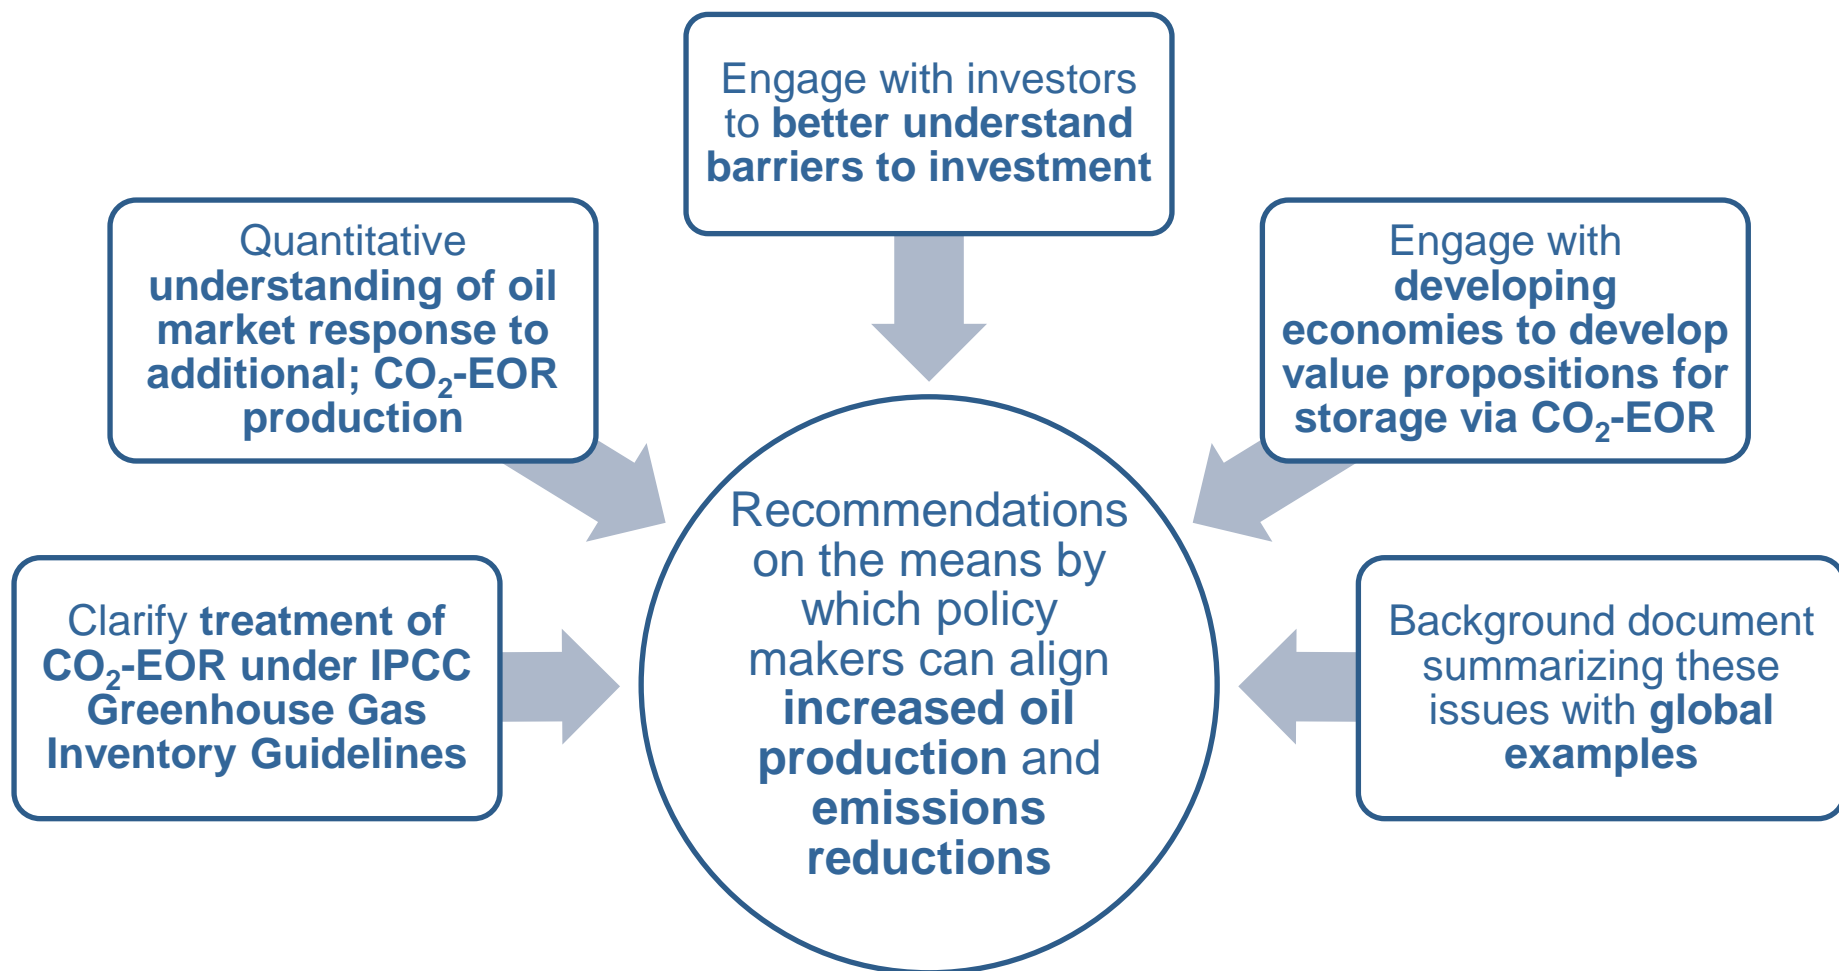 Engage with investors
to better understand
barriers to investment
Quantitative
understanding of oil
market response to
additional; CO₂-EOR
production
Engage with
developing
economies to develop
value propositions for
storage via CO₂-EOR
Clarify treatment of
CO₂-EOR under IPCC
Greenhouse Gas
Inventory Guidelines
Recommendations
on the means by
which policy
makers can align
increased oil
production and
emissions
reductions
Background document
summarizing these
issues with global
examples